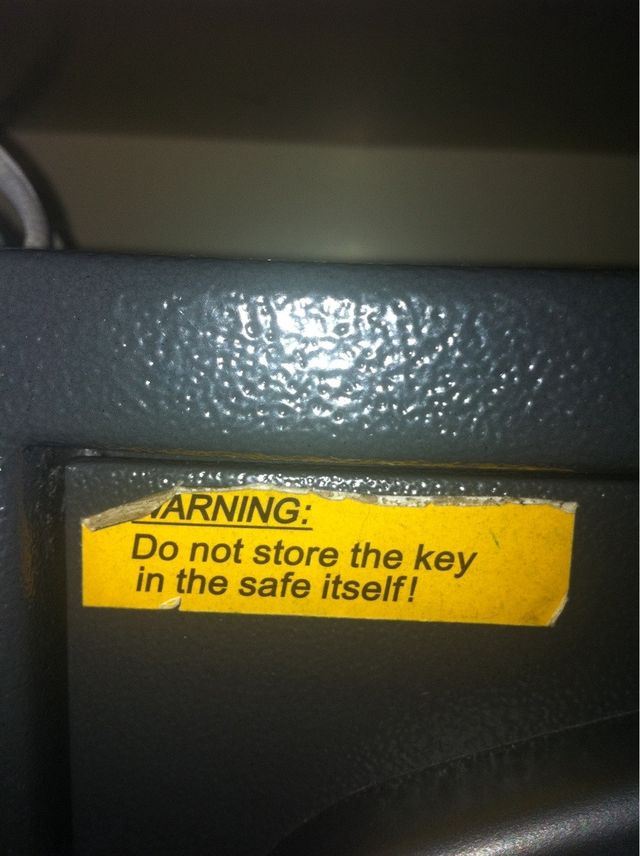 WARNING:
Do not store the key
in the safe itself!